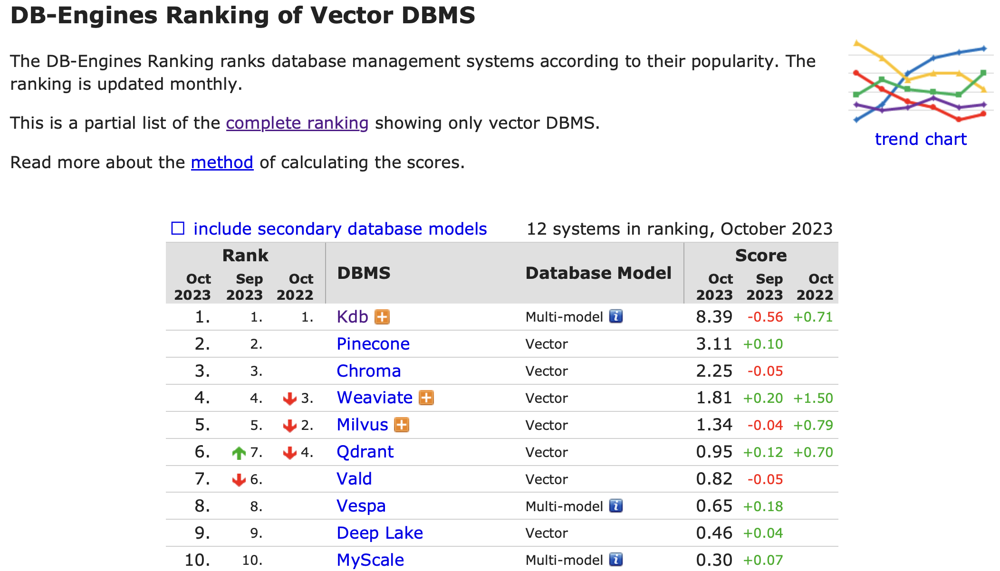 DB-Engines Ranking of Vector DBMS
The DB-Engines Ranking ranks database management systems according to their popularity. The
ranking is updated monthly.
This is a partial list of the complete ranking showing only vector DBMS.
Read more about the method of calculating the scores.
trend chart
include secondary database models 12 systems in ranking, October 2023
Rank DBMS Database Model Score
Oct 2023 Sep 2023 Oct 2022 Oct 2023 Sep 2023 Oct 2022
1. 1. 1. Kdb Multi-model 8.39 -0.56 +0.71
2. 2. Pinecone Vector 3.11 +0.10
3. 3. Chroma Vector 2.25 -0.05
4. 4. 3. Weaviate Vector 1.81 +0.20 +1.50
5. 5. 2. Milvus Vector 1.34 -0.04 +0.79
6. 7. 4. Qdrant Vector 0.95 +0.12 +0.70
7. 6. Vald Vector 0.82 -0.05
8. 8. Vespa Multi-model 0.65 +0.18
9. 9. Deep Lake Vector 0.46 +0.04
10. 10. MyScale Multi-model 0.30 +0.07